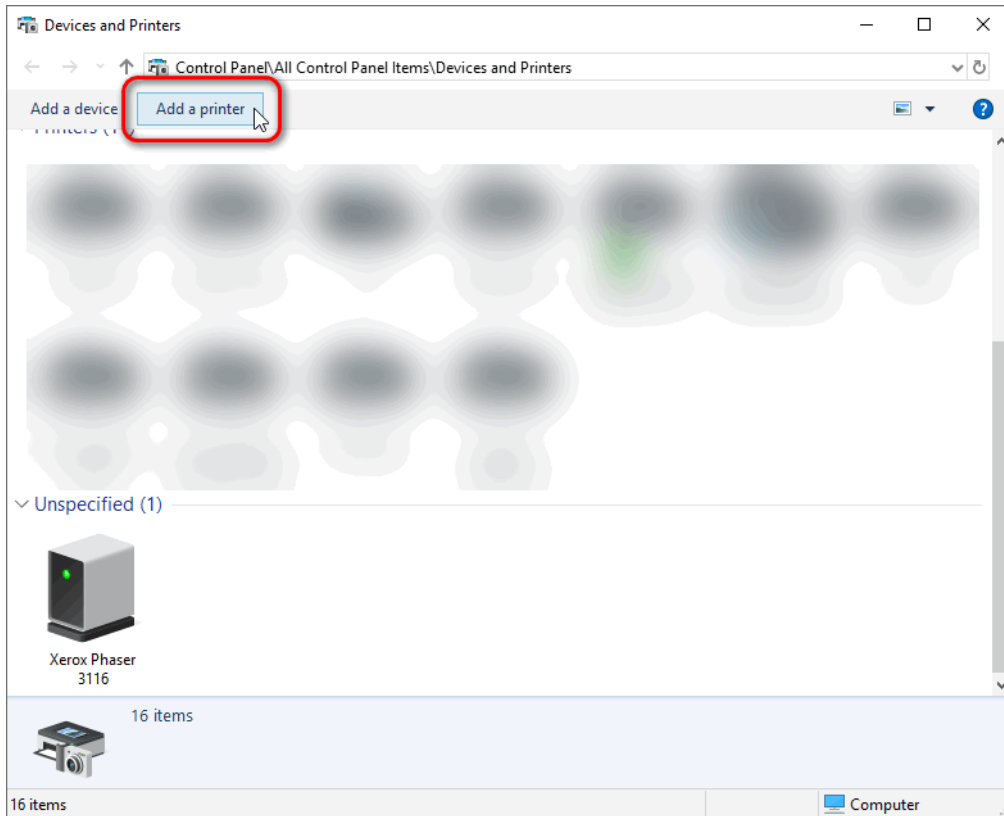 Devices and Printers
Control Panel\All Control Panel Items\Devices and Printers
Add a device Add a printer
Printers
Unspecified (1)
Xerox Phaser
3116
16 items
16 items Computer